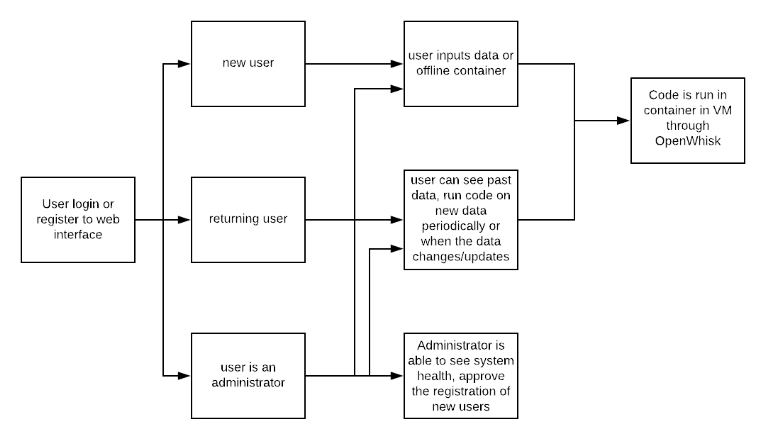 new user
user inputs data or
offline container
Code is run in
container in VM
through
OpenWhisk
User login or
register to web
interface
returning user
user can see past
data, run code on
new data
periodically or
when the data
changes/updates
user is an
administrator
Administrator is
able to see system
health, approve
the registration of
new users